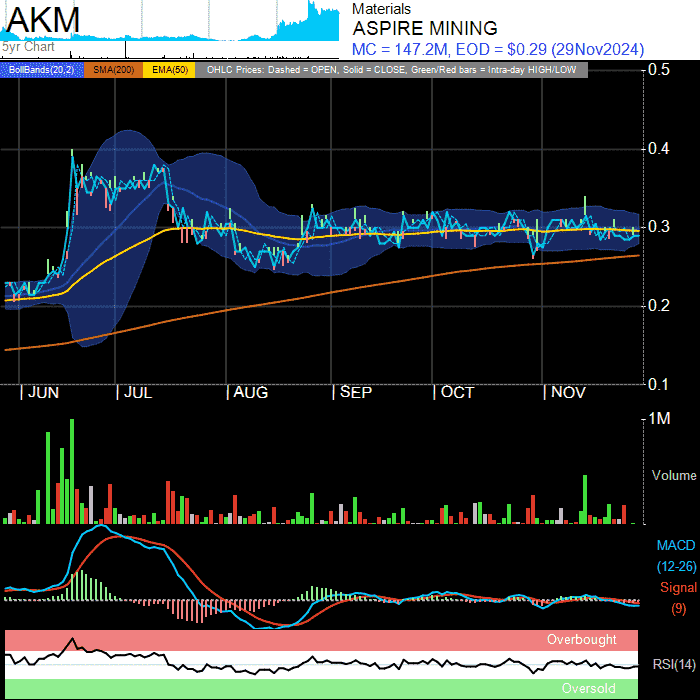 AKM
5yr Chart
Materials
ASPIRE MINING
MC = 147.2M, EOD = $0.29 (29Nov2024)
BollBands(20,2) SMA(200) EMA(50) OHLC Prices: Dashed = OPEN, Solid = CLOSE, Green/Red bars = Intra-day HIGH/LOW
0.5
0.4
0.3
0.2
0.1
| JUN | JUL | AUG | SEP | OCT | NOV
1M
Volume
MACD
(12-26)
Signal
(9)
Overbought
RSI(14)
Oversold